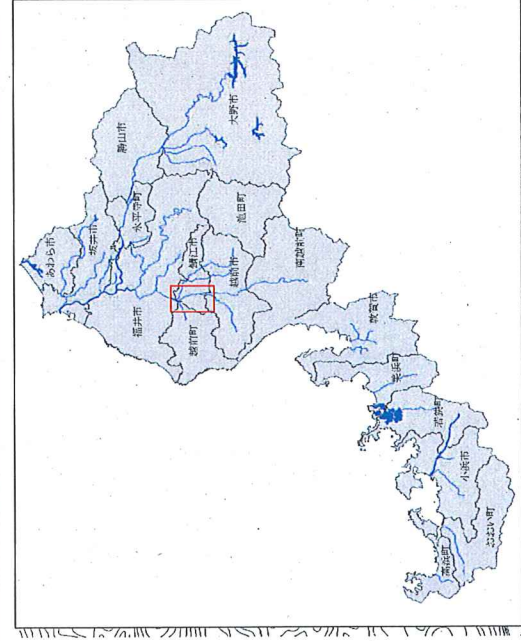 あわら市
坂井市
勝山市
永平寺町
大野市
福井市
鯖江市
池田町
越前町
越前市
南越前町
敦賀市
美浜町
若狭町
小浜市
おおい町
高浜町